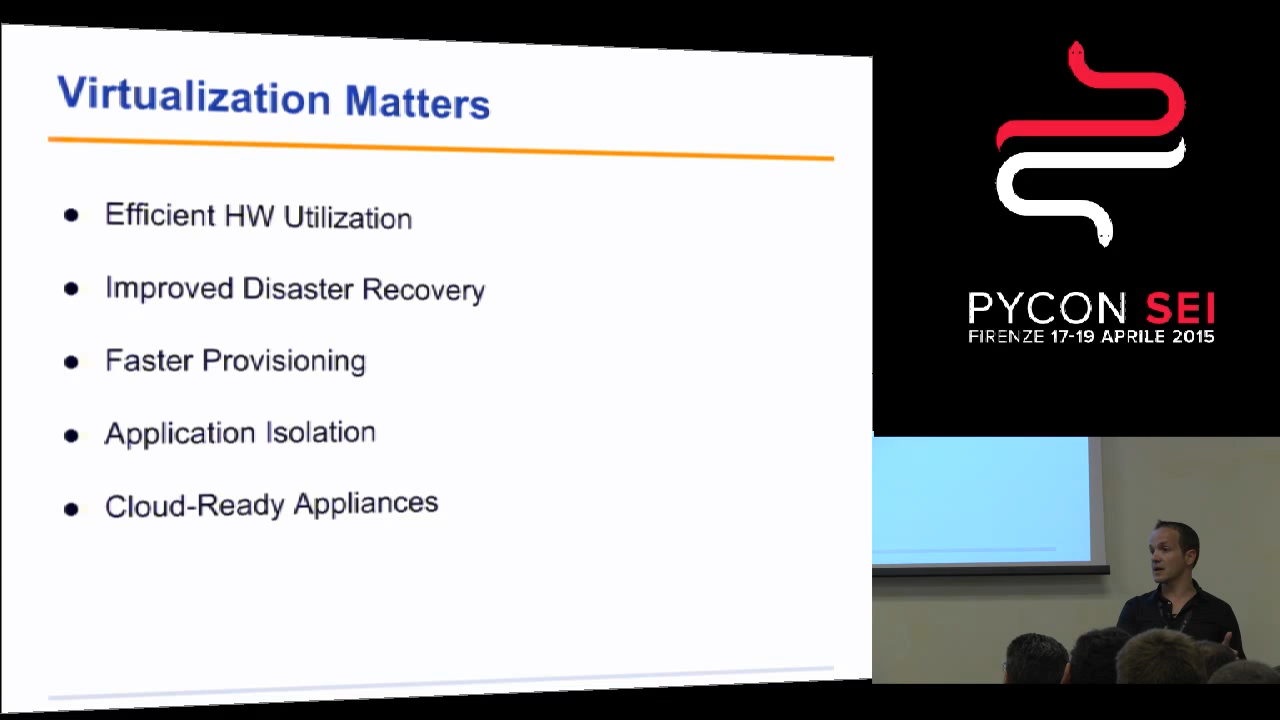 Virtualization Matters
Efficient HW Utilization
Improved Disaster Recovery
Faster Provisioning
Application Isolation
Cloud-Ready Appliances
PYCON SEI
FIRENZE 17-19 APRILE 2015